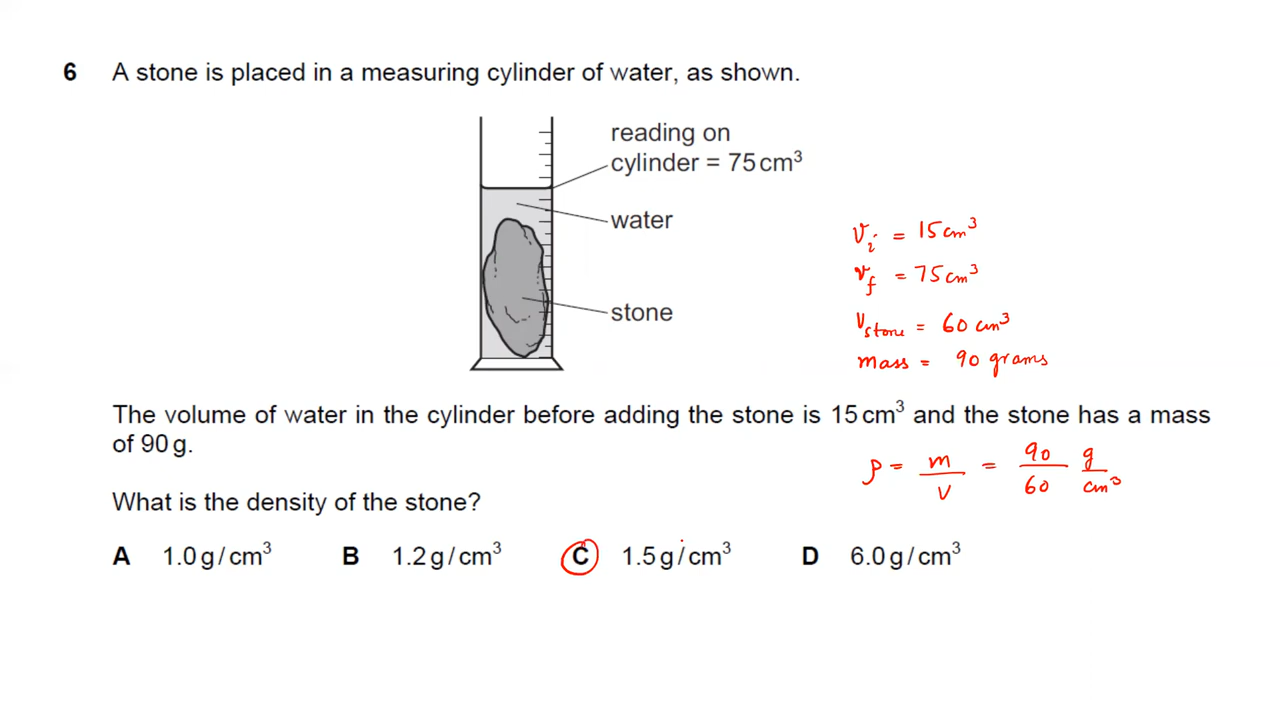 6 A stone is placed in a measuring cylinder of water, as shown.
reading on
cylinder = 75 cm³
water
stone
V_i = 15 cm³
V_f = 75 cm³
V_stone = 60 cm³
mass = 90 grams
The volume of water in the cylinder before adding the stone is 15 cm³ and the stone has a mass
of 90 g.
ρ = m/V = 90/60 g/cm³
What is the density of the stone?
A 1.0 g / cm³ B 1.2 g / cm³ C 1.5 g / cm³ D 6.0 g / cm³